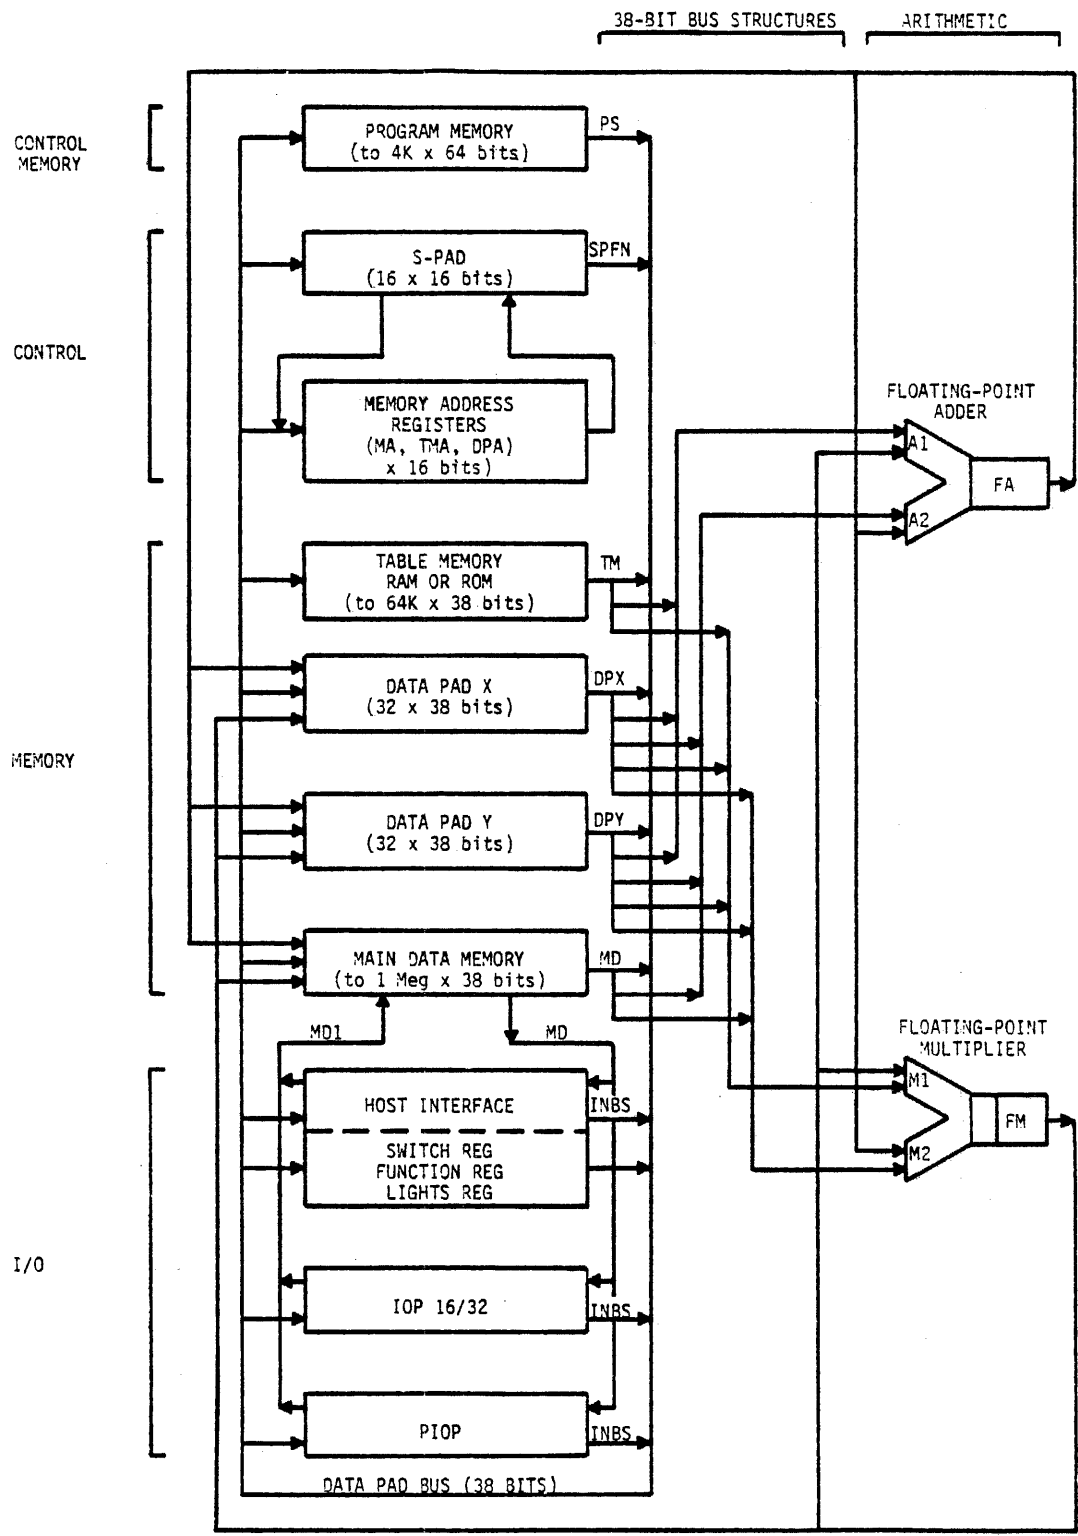 38-BIT BUS STRUCTURES
ARITHMETIC
CONTROL
MEMORY
PROGRAM MEMORY
(to 4K x 64 bits)
PS
S-PAD
(16 x 16 bits)
SPFN
CONTROL
MEMORY ADDRESS
REGISTERS
(MA, TMA, DPA)
x 16 bits)
FLOATING-POINT
ADDER
A1
FA
A2
TABLE MEMORY
RAM OR ROM
(to 64K x 38 bits)
TM
DATA PAD X
(32 x 38 bits)
DPX
MEMORY
DATA PAD Y
(32 x 38 bits)
DPY
MAIN DATA MEMORY
(to 1 Meg x 38 bits)
MD
MD1
MD
FLOATING-POINT
MULTIPLIER
M1
FM
M2
HOST INTERFACE
INBS
SWITCH REG
FUNCTION REG
LIGHTS REG
I/O
IOP 16/32
INBS
PIOP
INBS
DATA PAD BUS (38 BITS)